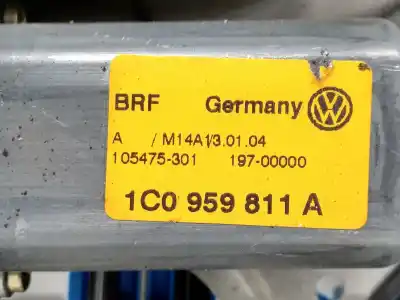 BRF Germany
A / M14A1/3.01.04
105475-301 197-00000
1C0 959 811 A